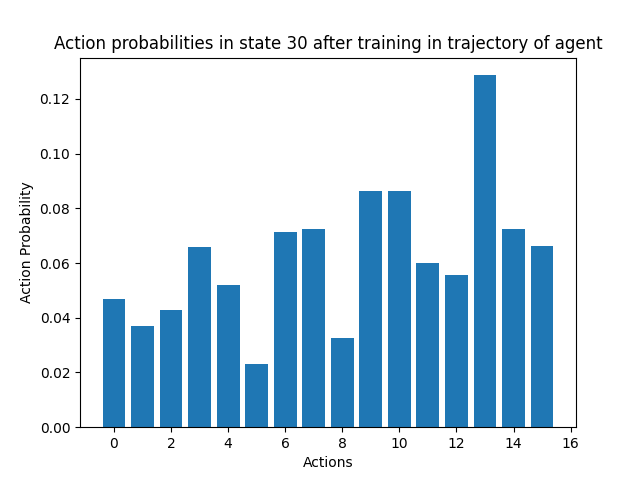 Action probabilities in state 30 after training in trajectory of agent
0.12
0.10
0.08
0.06
0.04
0.02
0.00
Action Probability
0 2 4 6 8 10 12 14 16
Actions